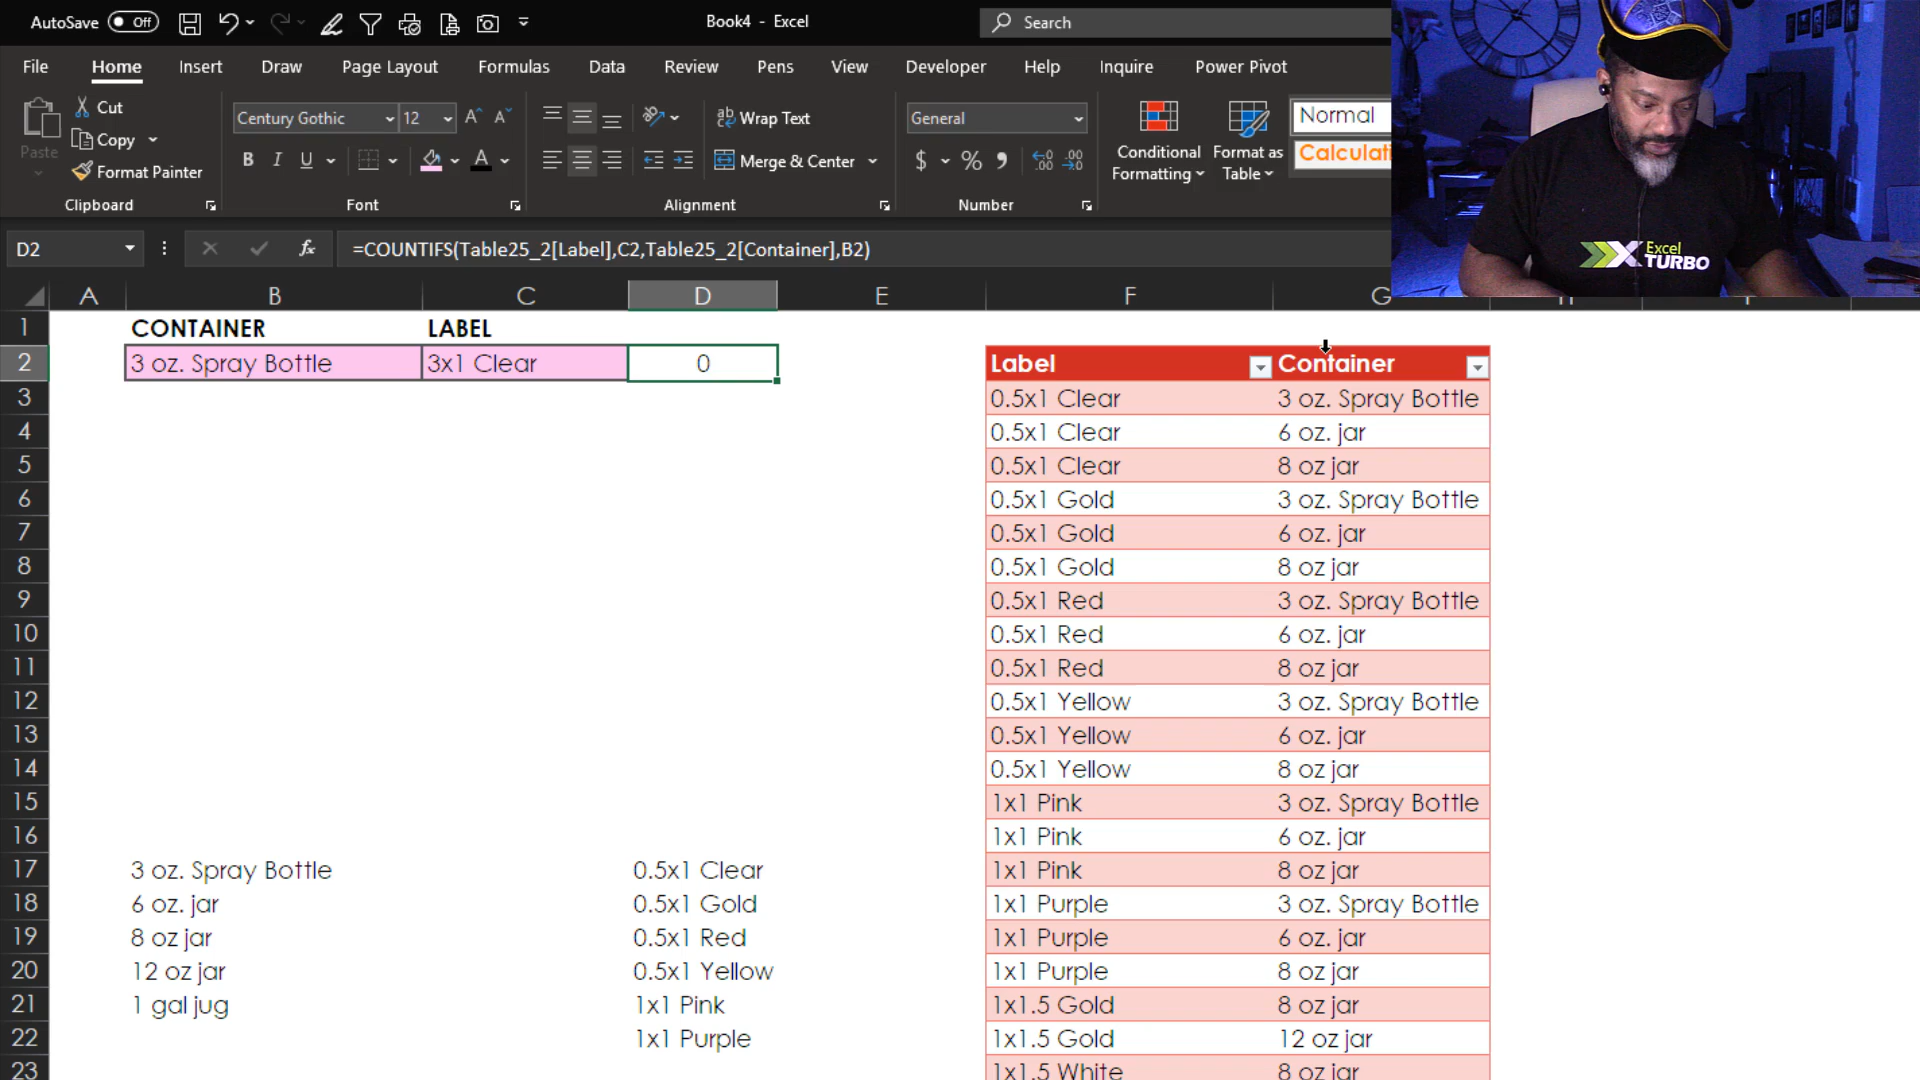 AutoSave Off
Book4 - Excel
Search
File Home Insert Draw Page Layout Formulas Data Review Pens View Developer Help Inquire Power Pivot
Paste
Cut
Copy
Format Painter
Clipboard
Century Gothic 12
B I U
Font
Wrap Text
Merge & Center
Alignment
General
$ % 9
Number
Conditional Formatting
Format as Table
Normal
Calculati
Excel
TURBO
D2 fx =COUNTIFS(Table25_2[Label],C2,Table25_2[Container],B2)
A B C D E F G
1 CONTAINER LABEL
2 3 oz. Spray Bottle 3x1 Clear 0 Label Container
3 0.5x1 Clear 3 oz. Spray Bottle
4 0.5x1 Clear 6 oz. jar
5 0.5x1 Clear 8 oz jar
6 0.5x1 Gold 3 oz. Spray Bottle
7 0.5x1 Gold 6 oz. jar
8 0.5x1 Gold 8 oz jar
9 0.5x1 Red 3 oz. Spray Bottle
10 0.5x1 Red 6 oz. jar
11 0.5x1 Red 8 oz jar
12 0.5x1 Yellow 3 oz. Spray Bottle
13 0.5x1 Yellow 6 oz. jar
14 0.5x1 Yellow 8 oz jar
15 1x1 Pink 3 oz. Spray Bottle
16 1x1 Pink 6 oz. jar
17 3 oz. Spray Bottle 0.5x1 Clear 1x1 Pink 8 oz jar
18 6 oz. jar 0.5x1 Gold 1x1 Purple 3 oz. Spray Bottle
19 8 oz jar 0.5x1 Red 1x1 Purple 6 oz. jar
20 12 oz jar 0.5x1 Yellow 1x1 Purple 8 oz jar
21 1 gal jug 1x1 Pink 1x1.5 Gold 8 oz jar
22 1x1 Purple 1x1.5 Gold 12 oz jar
23 1x1.5 White 8 oz jar